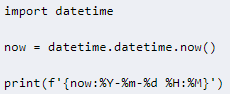 import datetime
now = datetime.datetime.now()
print(f'{now:%Y-%m-%d %H:%M}')